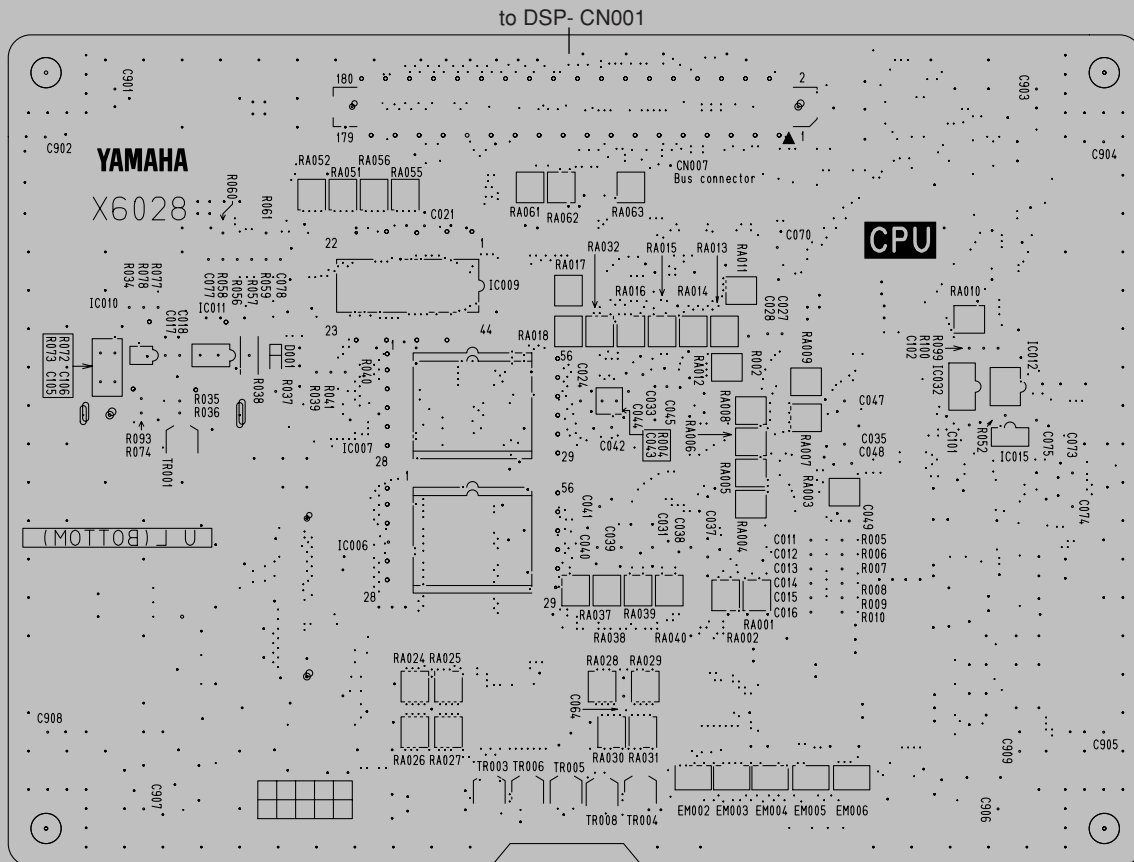 to DSP- CN001
180
2
179
1
C901
C902
C903
C904
YAMAHA
X6028
CPU
CN007
Bus connector
RA052
RA051
RA056
RA055
RA061
RA062
RA063
R060
R061
C021
22
1
IC009
23
44
R034
R078
R077
IC010
C017
C018
C077
R058
R056
R057
R059
C078
IC011
R072
C106
R073
C105
D001
R035
R036
R038
R037
R039
R041
R040
R093
R074
TR001
RA017
RA032
RA016
RA015
RA014
RA013
RA011
C070
RA018
C028
C027
RA012
R002
RA009
RA010
R099
R100
C102
IC032
IC012
1
56
IC007
28
29
C024
C033
C044
C045
C042
C043
R004
RA008
RA006
RA005
RA004
RA007
RA003
C047
C035
C048
C049
C101
R052
IC015
C075
C073
C074
U L (BOTTOM)
1
56
IC006
28
29
C041
C040
C039
C031
C038
C037
C011
C012
C013
C014
C015
C016
R005
R006
R007
R008
R009
R010
RA037
RA038
RA039
RA040
RA002
RA001
RA024
RA025
RA028
RA029
C064
RA026
RA027
RA030
RA031
C908
C907
TR003
TR006
TR005
TR008
TR004
EM002
EM003
EM004
EM005
EM006
C909
C905
C906